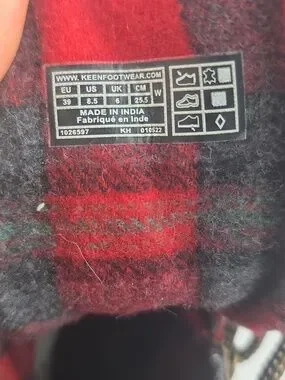 WWW.KEENFOOTWEAR.COM
EU US UK CM W
39 8.5 6 25.5
MADE IN INDIA
Fabriqué en Inde
1026597 KH 010522